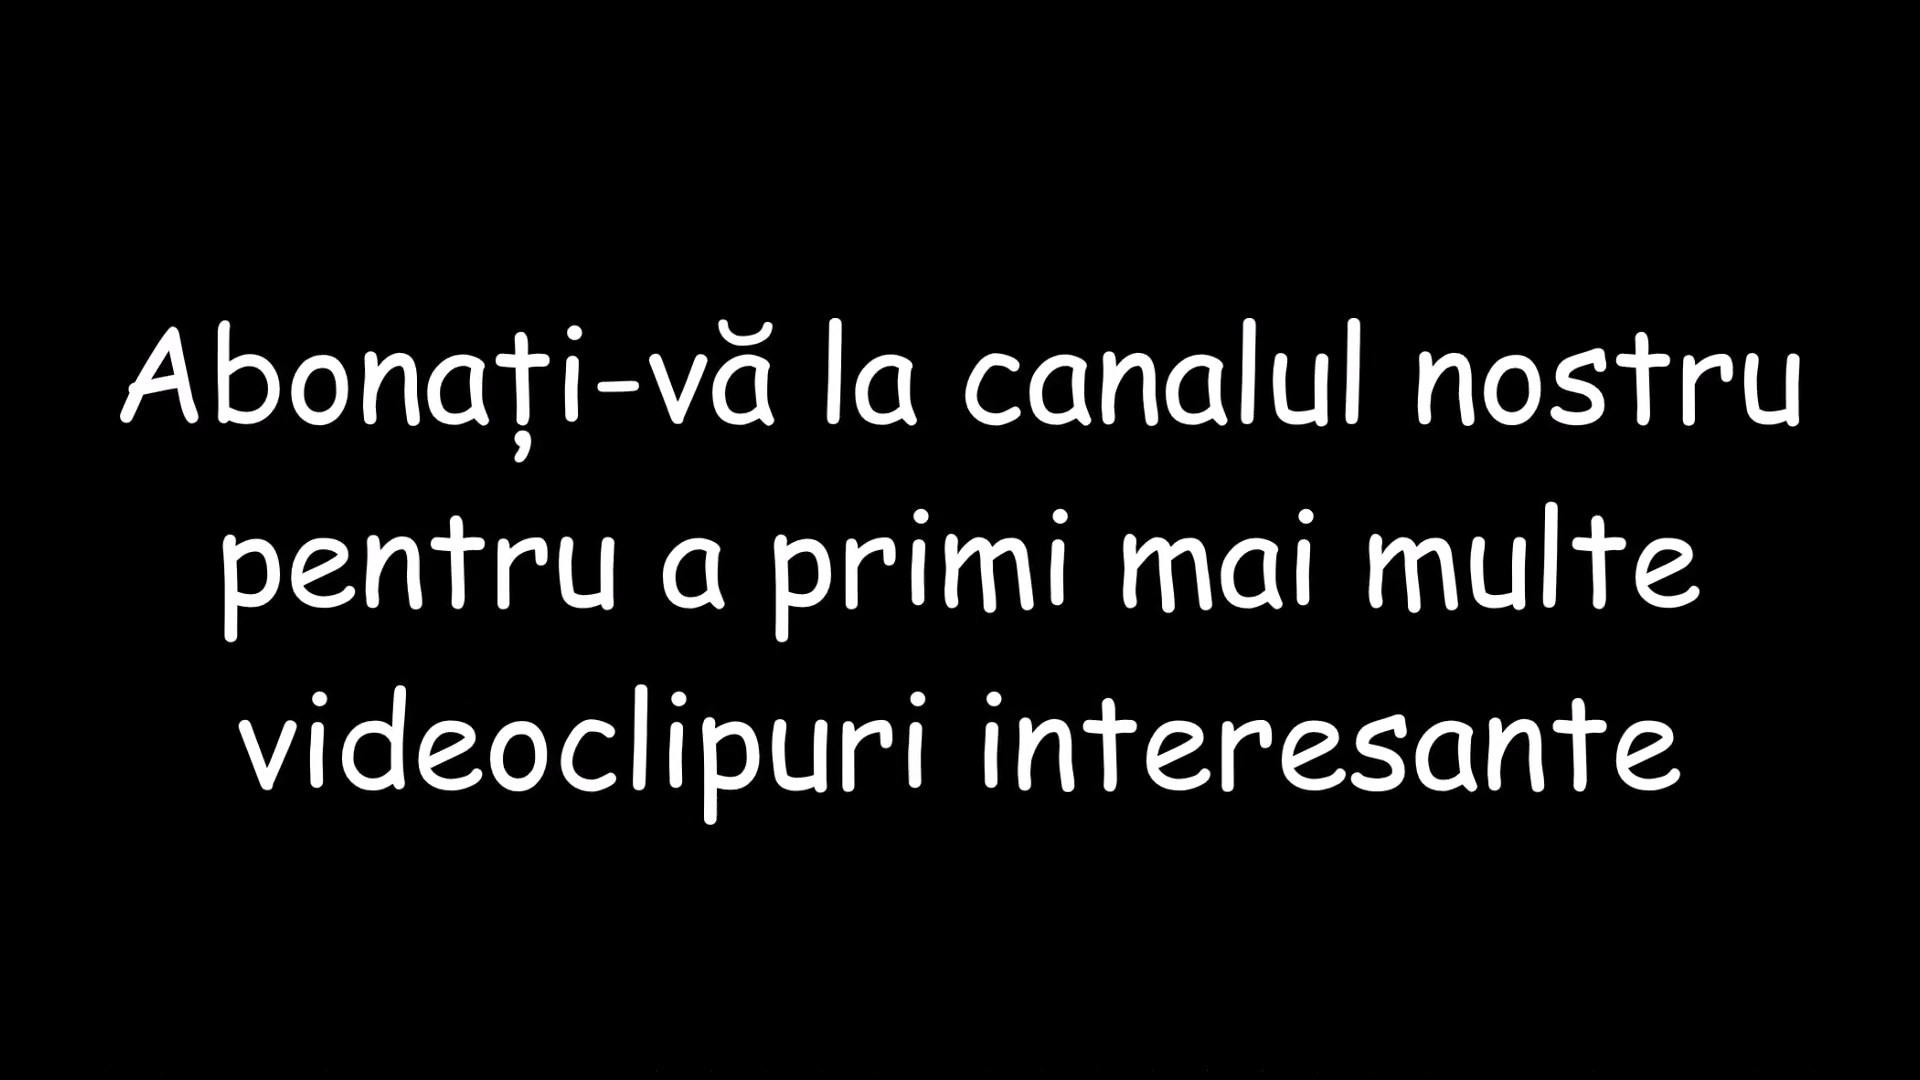 Abonați-vă la canalul nostru
pentru a primi mai multe
videoclipuri interesante